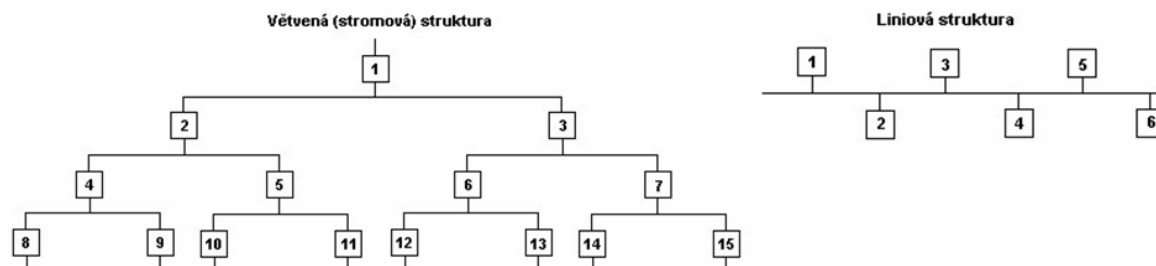 Větvená (stromová) struktura
1
2 3
4 5 6 7
8 9 10 11 12 13 14 15
Liniová struktura
1 3 5
2 4 6